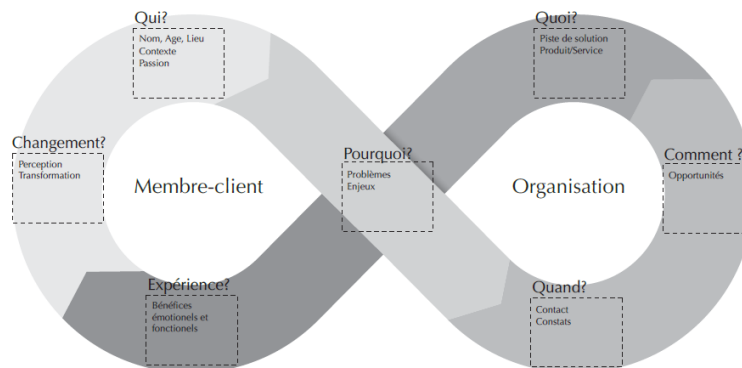 Qui?
Nom, Age, Lieu
Contexte
Passion
Quoi?
Piste de solution
Produit/Service
Changement?
Perception
Transformation
Membre-client
Pourquoi?
Problèmes
Enjeux
Organisation
Comment ?
Opportunités
Expérience?
Bénéfices
émotionels et
fonctionels
Quand?
Contact
Constats